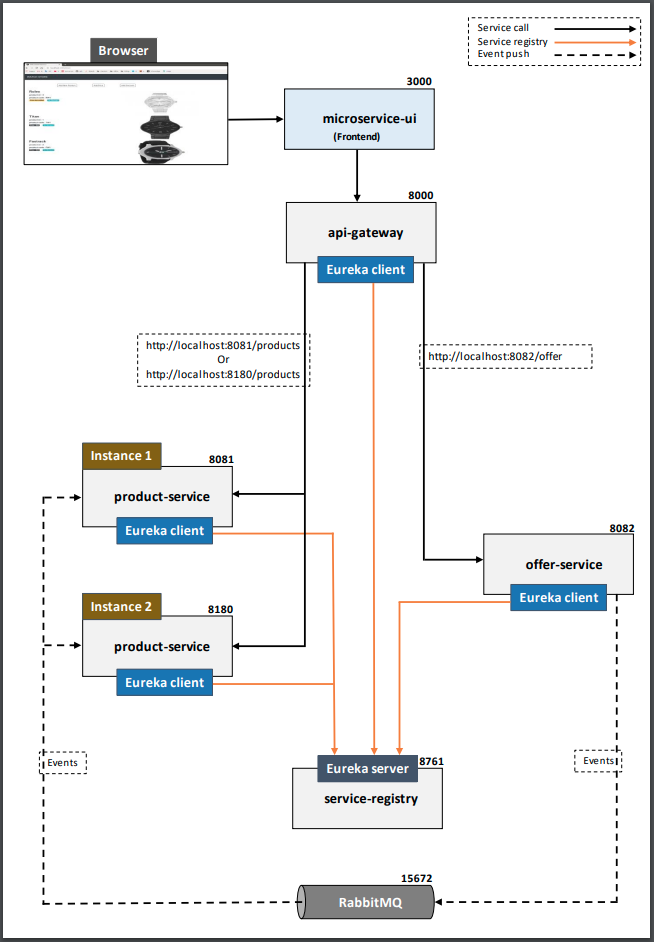 Service call
Service registry
Event push
Browser
3000
microservice-ui
(Frontend)
8000
api-gateway
Eureka client
http://localhost:8081/products
Or
http://localhost:8180/products
http://localhost:8082/offer
Instance 1
8081
product-service
Eureka client
8082
offer-service
Eureka client
Instance 2
8180
product-service
Eureka client
Events
Events
Eureka server
8761
service-registry
15672
RabbitMQ